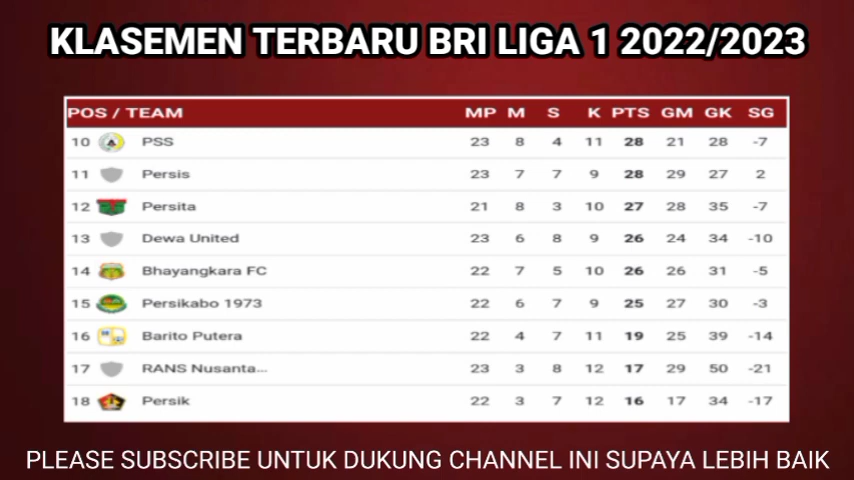 KLASEMEN TERBARU BRI LIGA 1 2022/2023
POS / TEAM MP M S K PTS GM GK SG
10 PSS 23 8 4 11 28 21 28 -7
11 Persis 23 7 7 9 28 29 27 2
12 Persita 21 8 3 10 27 28 35 -7
13 Dewa United 23 6 8 9 26 24 34 -10
14 Bhayangkara FC 22 7 5 10 26 26 31 -5
15 Persikabo 1973 22 6 7 9 25 27 30 -3
16 Barito Putera 22 4 7 11 19 25 39 -14
17 RANS Nusanta... 23 3 8 12 17 29 50 -21
18 Persik 22 3 7 12 16 17 34 -17
PLEASE SUBSCRIBE UNTUK DUKUNG CHANNEL INI SUPAYA LEBIH BAIK